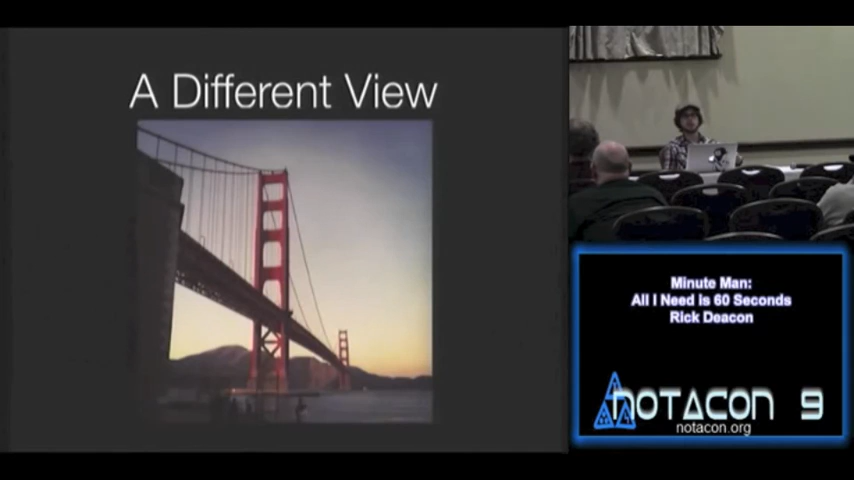 A Different View
Minute Man:
All I Need is 60 Seconds
Rick Deacon
NOTACON 9
notacon.org